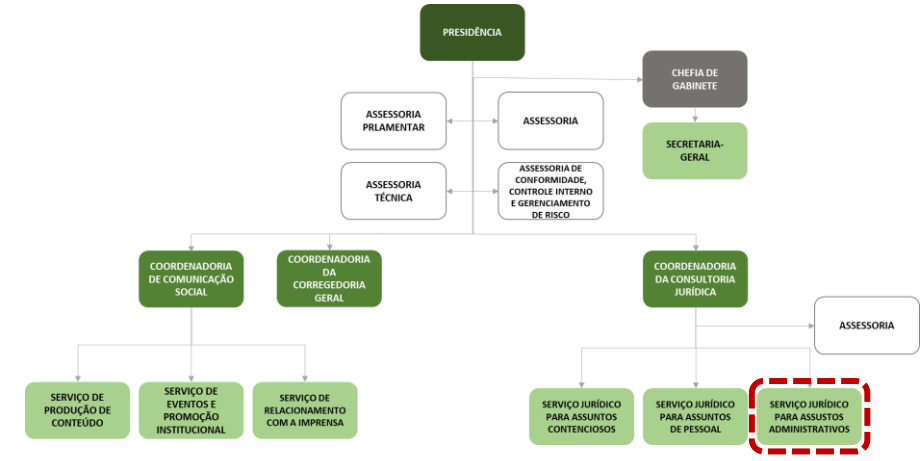 PRESIDÊNCIA
CHEFIA DE
GABINETE
ASSESSORIA
PRLAMENTAR
ASSESSORIA
SECRETARIA-
GERAL
ASSESSORIA
TÉCNICA
ASSESSORIA DE
CONFORMIDADE,
CONTROLE INTERNO
E GERENCIAMENTO
DE RISCO
COORDENADORIA
DE COMUNICAÇÃO
SOCIAL
COORDENADORIA
DA
CORREGEDORIA
GERAL
COORDENADORIA
DA CONSULTORIA
JURÍDICA
ASSESSORIA
SERVIÇO DE
PRODUÇÃO DE
CONTEÚDO
SERVIÇO DE
EVENTOS E
PROMOÇÃO
INSTITUCIONAL
SERVIÇO DE
RELACIONAMENTO
COM A IMPRENSA
SERVIÇO JURÍDICO
PARA ASSUNTOS
CONTENCIOSOS
SERVIÇO JURÍDICO
PARA ASSUNTOS
DE PESSOAL
SERVIÇO JURÍDICO
PARA ASSUSTOS
ADMINISTRATIVOS